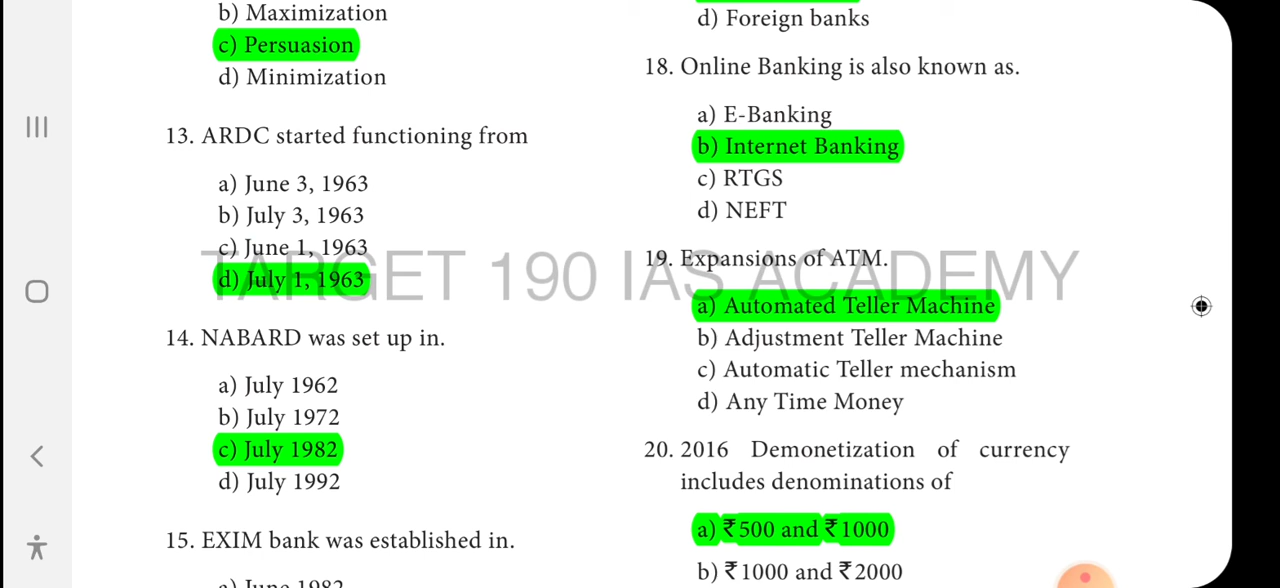 b) Maximization
c) Persuasion
d) Minimization
13. ARDC started functioning from
a) June 3, 1963
b) July 3, 1963
c) June 1, 1963
d) July 1, 1963
14. NABARD was set up in.
a) July 1962
b) July 1972
c) July 1982
d) July 1992
15. EXIM bank was established in.
a) June 1982
d) Foreign banks
18. Online Banking is also known as.
a) E-Banking
b) Internet Banking
c) RTGS
d) NEFT
19. Expansions of ATM.
a) Automated Teller Machine
b) Adjustment Teller Machine
c) Automatic Teller mechanism
d) Any Time Money
20. 2016 Demonetization of currency
includes denominations of
a) ₹500 and ₹1000
b) ₹1000 and ₹2000
TARGET 190 IAS ACADEMY